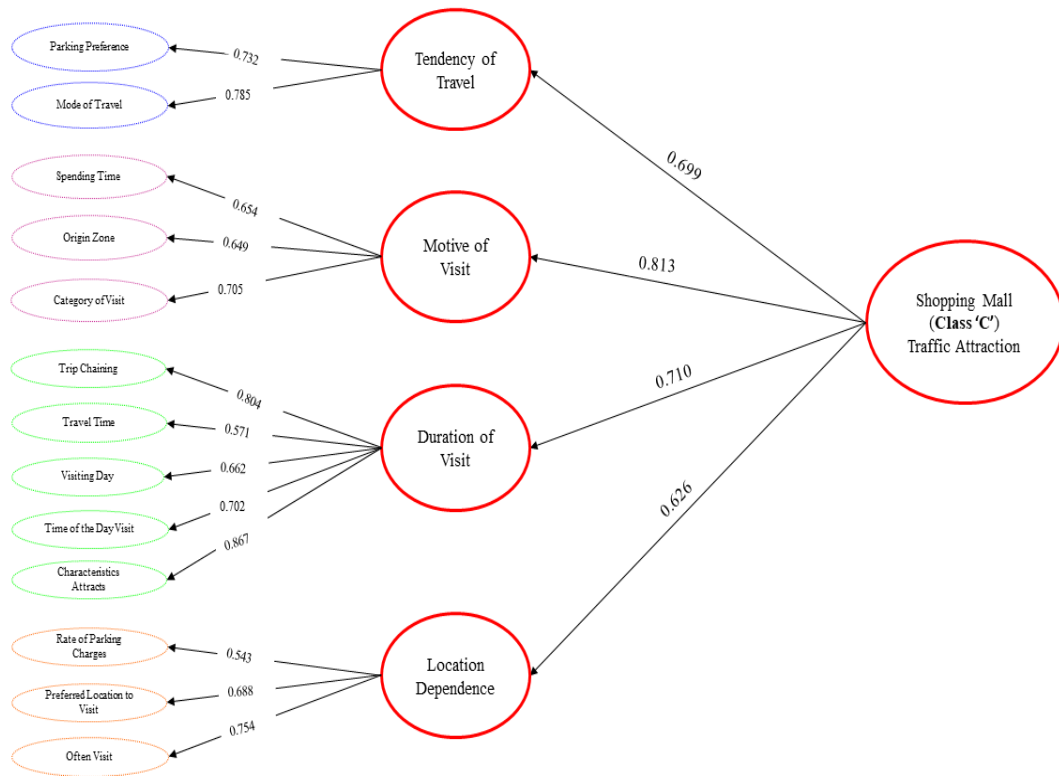 Parking Preference
0.732
Mode of Travel
0.785
Tendency of
Travel
0.699
Spending Time
0.654
Origin Zone
0.649
Category of Visit
0.705
Motive of
Visit
0.813
Shopping Mall
(Class 'C')
Traffic Attraction
Trip Chaining
0.804
Travel Time
0.571
Visiting Day
0.662
Time of the Day Visit
0.702
Characteristics
Attracts
0.867
Duration of
Visit
0.710
Rate of Parking
Charges
0.543
Preferred Location to
Visit
0.688
Often Visit
0.754
Location
Dependence
0.626